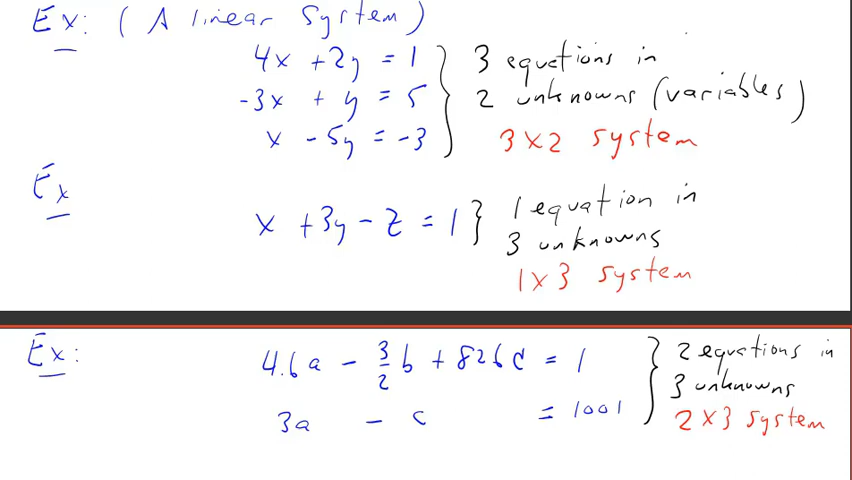 Ex: (A linear system)
4x + 2y = 1
-3x + y = 5
x - 5y = -3
3 equations in
2 unknowns (variables)
3x2 system
Ex
x + 3y - z = 1
1 equation in
3 unknowns
1x3 system
Ex:
4.6a - 3/2 b + 826c = 1
3a - c = 1001
2 equations in
3 unknowns
2x3 system